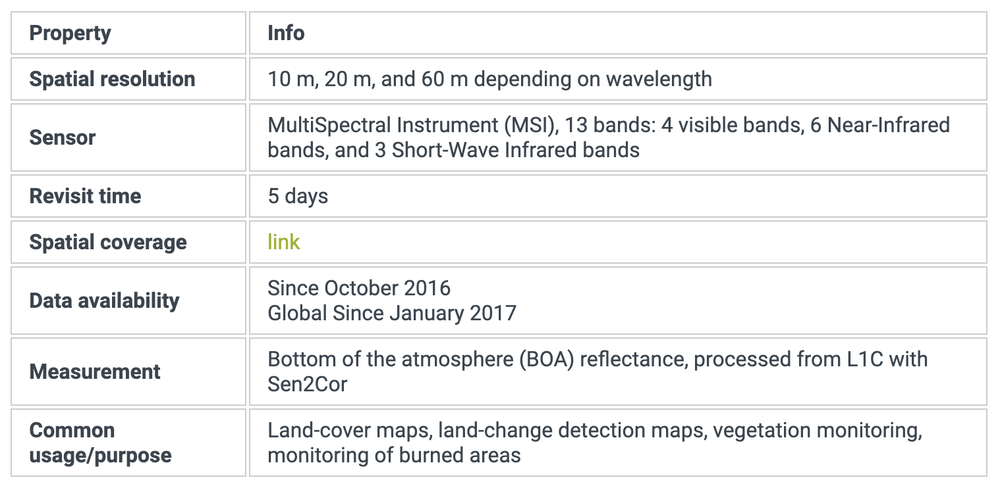 Property Info
Spatial resolution 10 m, 20 m, and 60 m depending on wavelength
Sensor MultiSpectral Instrument (MSI), 13 bands: 4 visible bands, 6 Near-Infrared
bands, and 3 Short-Wave Infrared bands
Revisit time 5 days
Spatial coverage link
Data availability Since October 2016
Global Since January 2017
Measurement Bottom of the atmosphere (BOA) reflectance, processed from L1C with
Sen2Cor
Common
usage/purpose
Land-cover maps, land-change detection maps, vegetation monitoring,
monitoring of burned areas